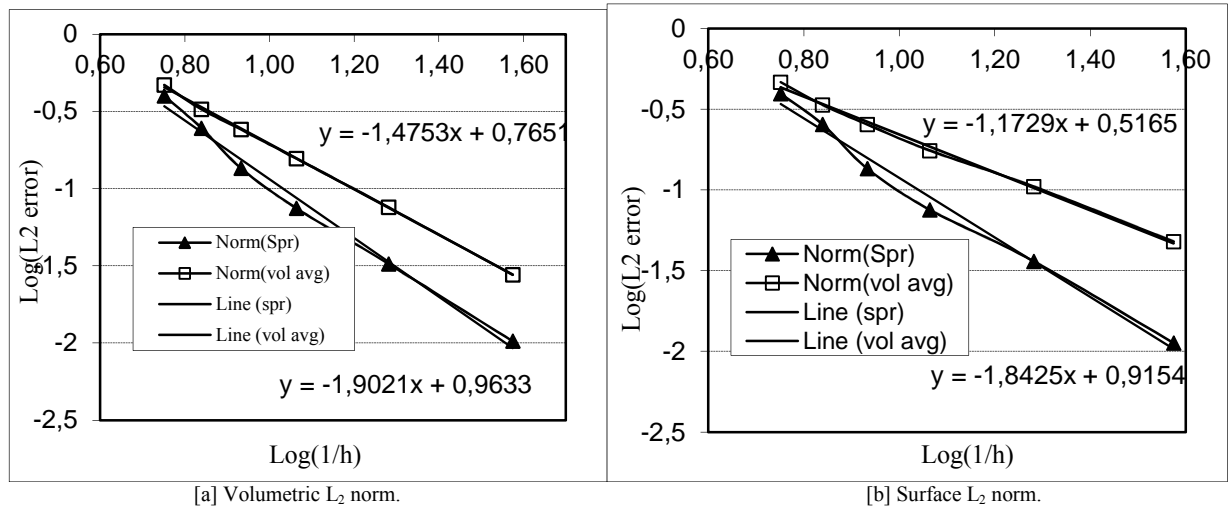 0
0,60 0,80 1,00 1,20 1,40 1,60
-0,5
-1
-1,5
-2
-2,5
Log(L2 error)
y = -1,4753x + 0,7651
Norm(Spr)
Norm(vol avg)
Line (spr)
Line (vol avg)
y = -1,9021x + 0,9633
Log(1/h)
[a] Volumetric L₂ norm.
0
0,60 0,80 1,00 1,20 1,40 1,60
-0,5
-1
-1,5
-2
-2,5
Log(L2 error)
y = -1,1729x + 0,5165
Norm(Spr)
Norm(vol avg)
Line (spr)
Line (vol avg)
y = -1,8425x + 0,9154
Log(1/h)
[b] Surface L₂ norm.